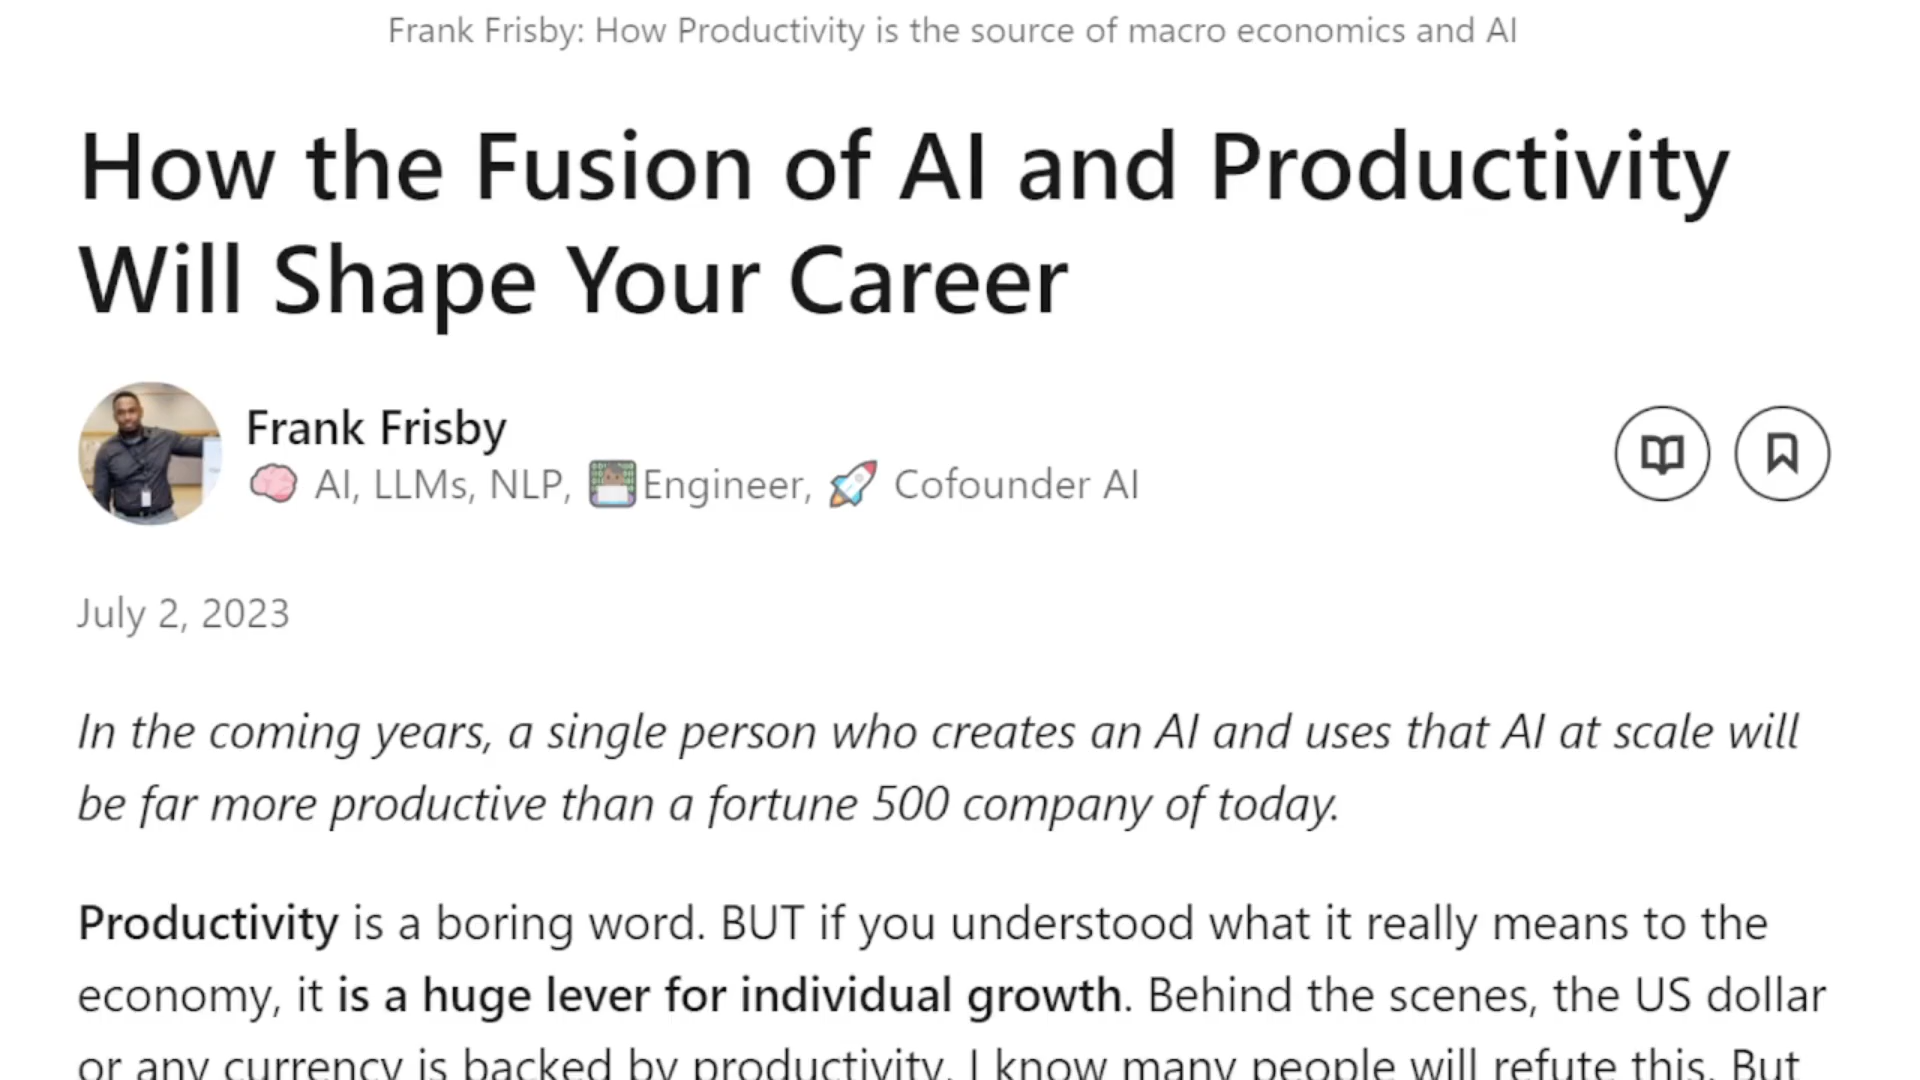 Frank Frisby: How Productivity is the source of macro economics and AI
How the Fusion of AI and Productivity
Will Shape Your Career
Frank Frisby
🧠 AI, LLMs, NLP, 👨🏾‍💻Engineer, 🚀 Cofounder AI
July 2, 2023
In the coming years, a single person who creates an AI and uses that AI at scale will
be far more productive than a fortune 500 company of today.
Productivity is a boring word. BUT if you understood what it really means to the
economy, it is a huge lever for individual growth. Behind the scenes, the US dollar
or any currency is backed by productivity. I know many people will refute this. But